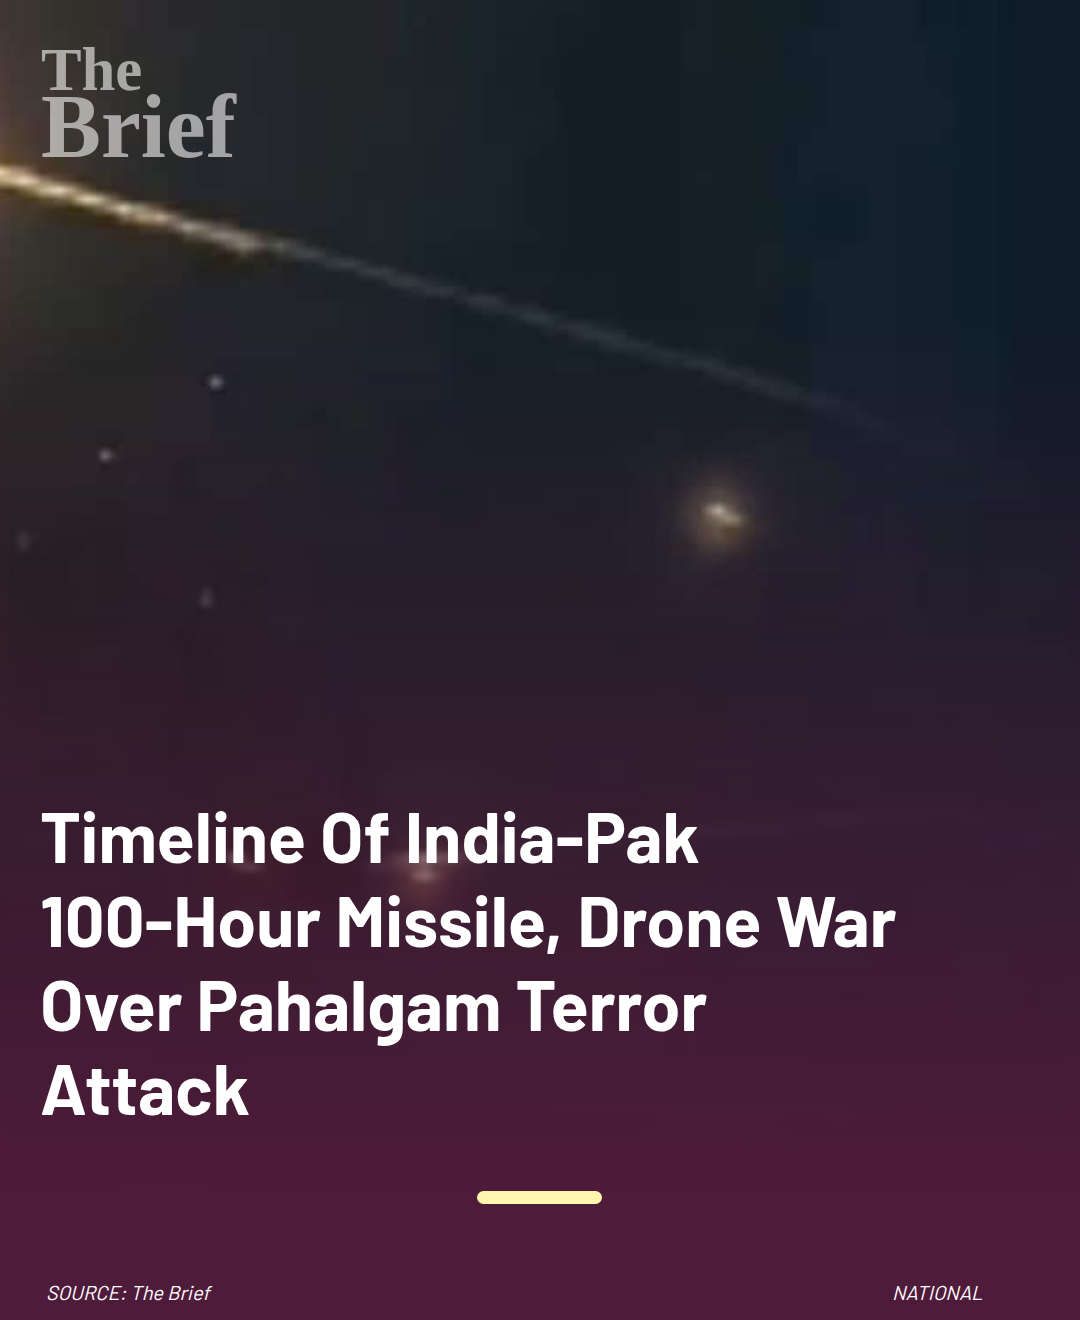 The
Brief
Timeline Of India-Pak
100-Hour Missile, Drone War
Over Pahalgam Terror
Attack
SOURCE: The Brief
NATIONAL